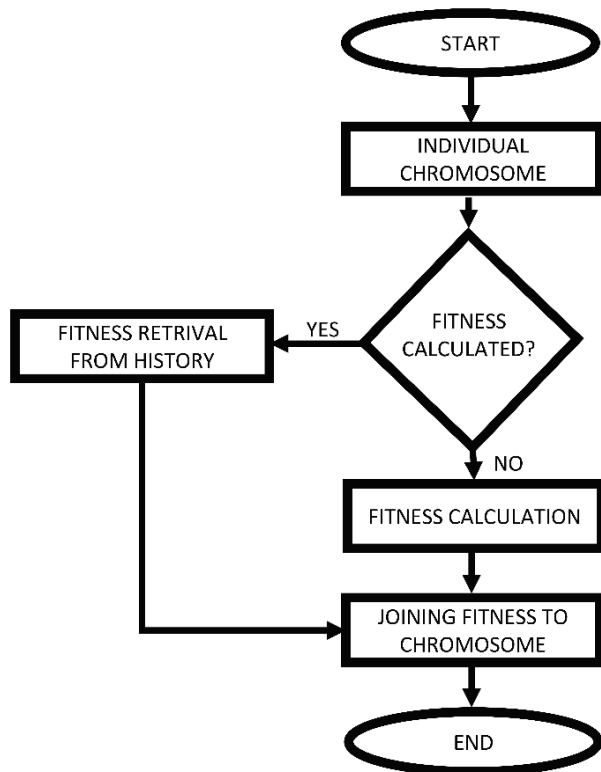 START
INDIVIDUAL
CHROMOSOME
FITNESS
CALCULATED?
YES
FITNESS RETRIVAL
FROM HISTORY
NO
FITNESS CALCULATION
JOINING FITNESS TO
CHROMOSOME
END